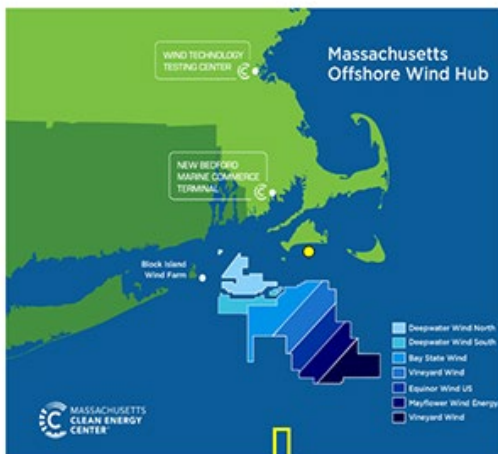 Massachusetts
Offshore Wind Hub
WIND TECHNOLOGY
TESTING CENTER
NEW BEDFORD
MARINE COMMERCE
TERMINAL
Block Island
Wind Farm
Deepwater Wind North
Deepwater Wind South
Bay State Wind
Vineyard Wind
Equinor Wind US
Mayflower Wind Energy
Vineyard Wind
MASSACHUSETTS
CLEAN ENERGY
CENTER